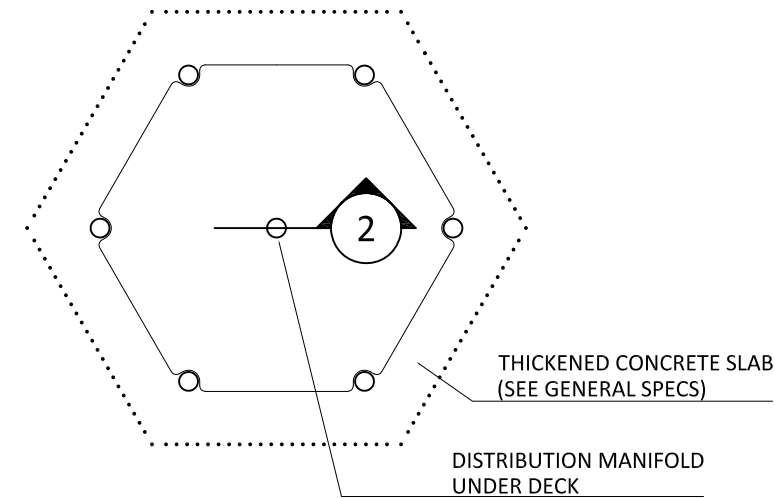 2
THICKENED CONCRETE SLAB
(SEE GENERAL SPECS)
DISTRIBUTION MANIFOLD
UNDER DECK